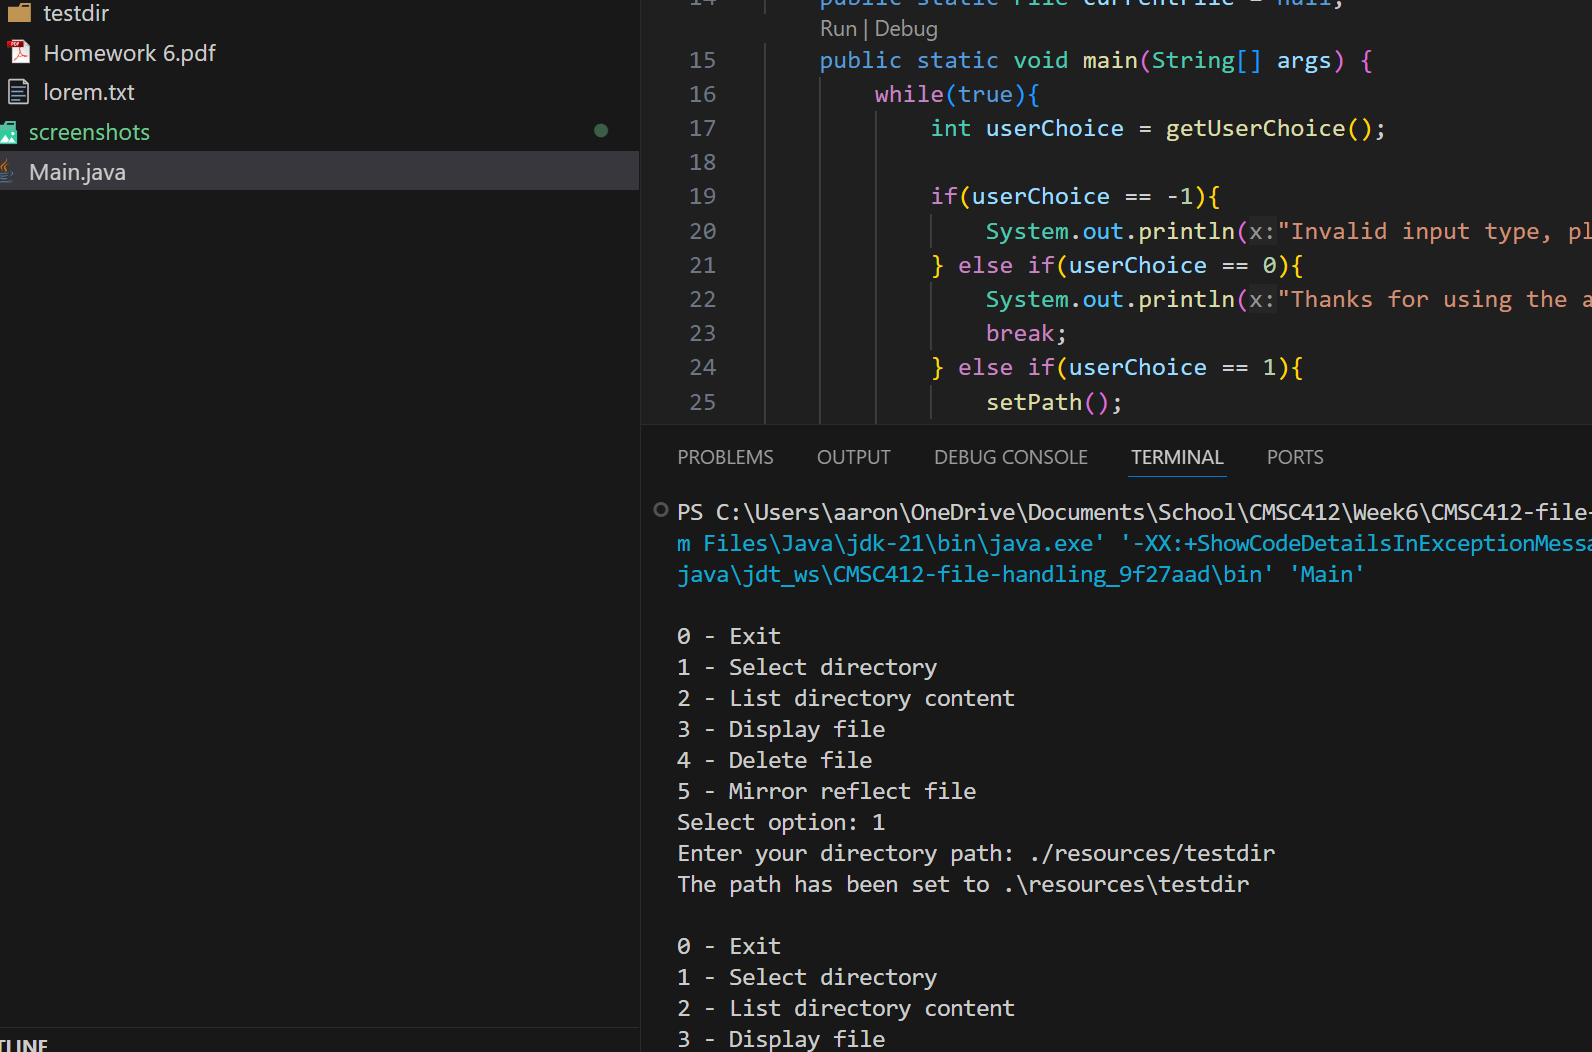 testdir
Homework 6.pdf
lorem.txt
screenshots
Main.java
14 public static File currentFile = null;
Run | Debug
15 public static void main(String[] args) {
16 while(true){
17 int userChoice = getUserChoice();
18
19 if(userChoice == -1){
20 System.out.println(x:"Invalid input type, pl
21 } else if(userChoice == 0){
22 System.out.println(x:"Thanks for using the a
23 break;
24 } else if(userChoice == 1){
25 setPath();
PROBLEMS OUTPUT DEBUG CONSOLE TERMINAL PORTS
PS C:\Users\aaron\OneDrive\Documents\School\CMSC412\Week6\CMSC412-file-
m Files\Java\jdk-21\bin\java.exe' '-XX:+ShowCodeDetailsInExceptionMessa
java\jdt_ws\CMSC412-file-handling_9f27aad\bin' 'Main'
0 - Exit
1 - Select directory
2 - List directory content
3 - Display file
4 - Delete file
5 - Mirror reflect file
Select option: 1
Enter your directory path: ./resources/testdir
The path has been set to .\resources\testdir
0 - Exit
1 - Select directory
2 - List directory content
3 - Display file
TLINE